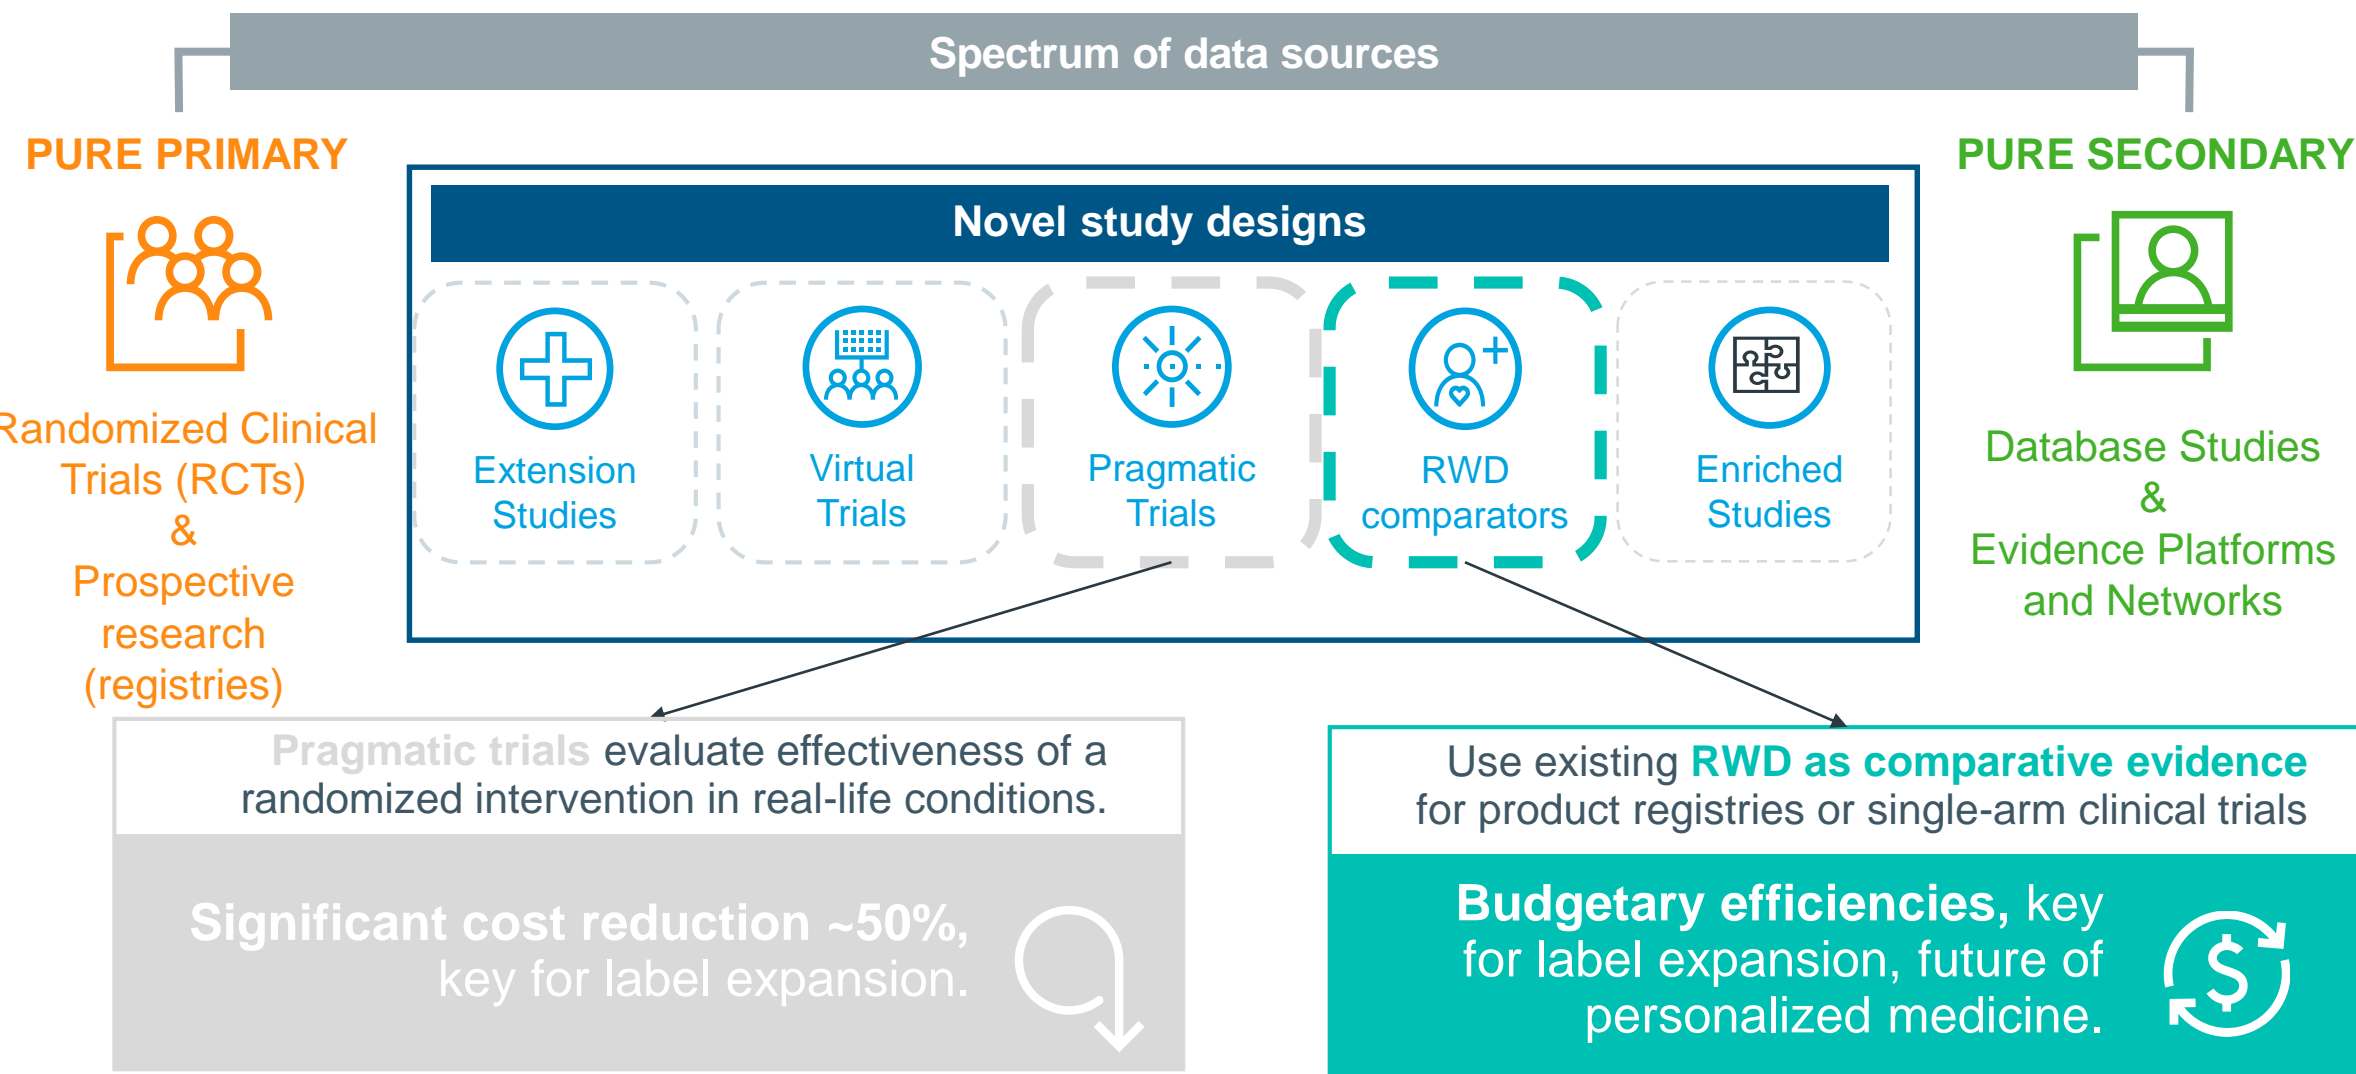 Spectrum of data sources
PURE PRIMARY
Randomized Clinical
Trials (RCTs)
&
Prospective
research
(registries)
Novel study designs
Extension
Studies
Virtual
Trials
Pragmatic
Trials
RWD
comparators
Enriched
Studies
PURE SECONDARY
Database Studies
&
Evidence Platforms
and Networks
Pragmatic trials evaluate effectiveness of a
randomized intervention in real-life conditions.
Significant cost reduction ~50%,
key for label expansion.
Use existing RWD as comparative evidence
for product registries or single-arm clinical trials
Budgetary efficiencies, key
for label expansion, future of
personalized medicine.
$